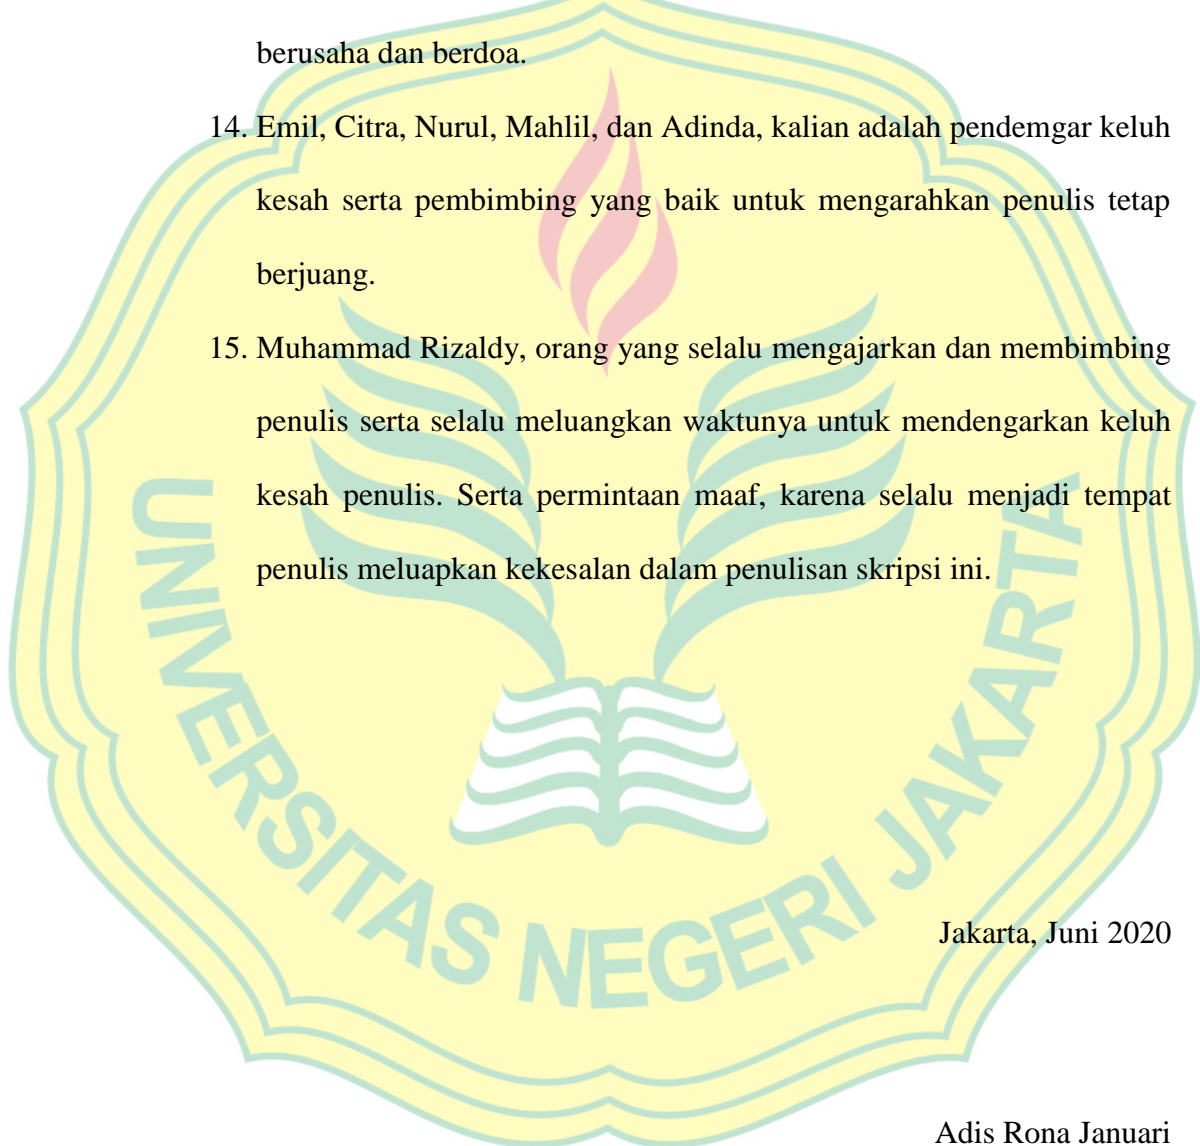 berusaha dan berdoa.
14. Emil, Citra, Nurul, Mahlil, dan Adinda, kalian adalah pendemgar keluh
kesah serta pembimbing yang baik untuk mengarahkan penulis tetap
berjuang.
15. Muhammad Rizaldy, orang yang selalu mengajarkan dan membimbing
penulis serta selalu meluangkan waktunya untuk mendengarkan keluh
kesah penulis. Serta permintaan maaf, karena selalu menjadi tempat
penulis meluapkan kekesalan dalam penulisan skripsi ini.
UNIVERSITAS NEGERI JAKARTA
Jakarta, Juni 2020
Adis Rona Januari